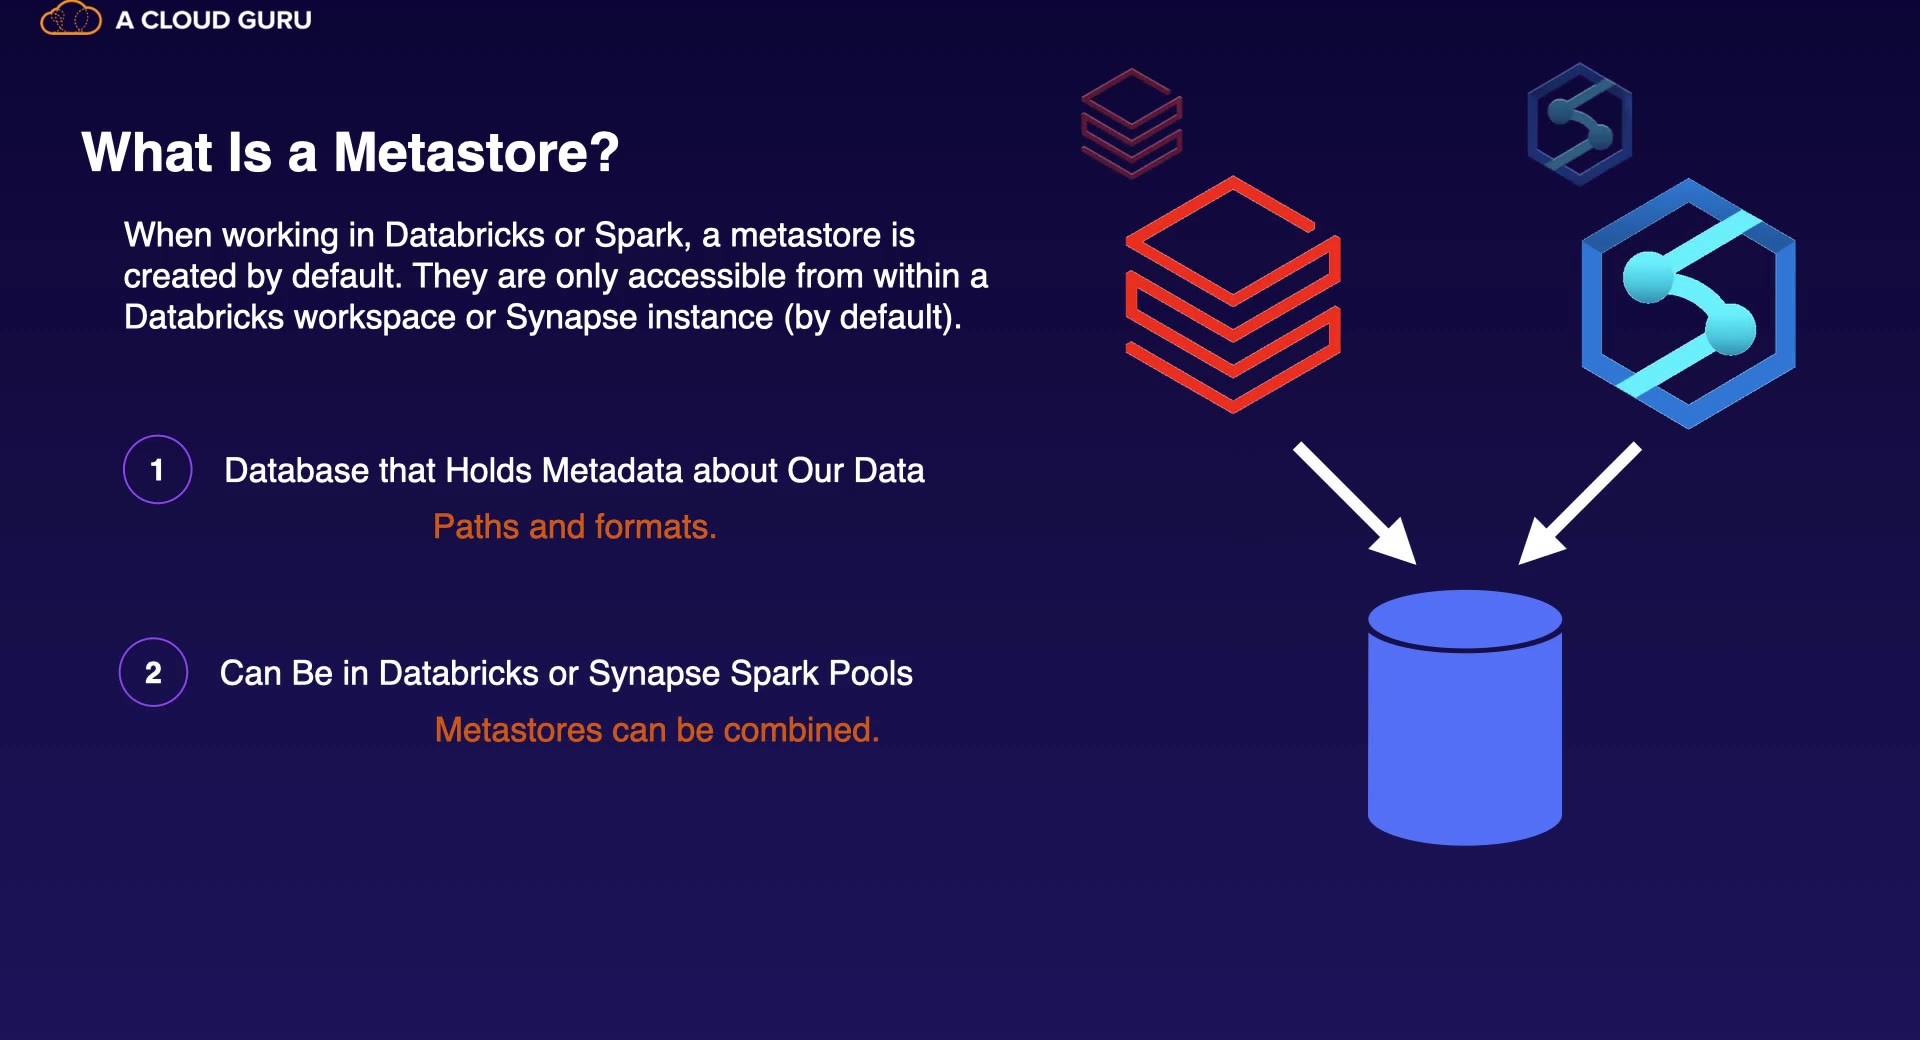 A CLOUD GURU
What Is a Metastore?
When working in Databricks or Spark, a metastore is
created by default. They are only accessible from within a
Databricks workspace or Synapse instance (by default).
1 Database that Holds Metadata about Our Data
Paths and formats.
2 Can Be in Databricks or Synapse Spark Pools
Metastores can be combined.